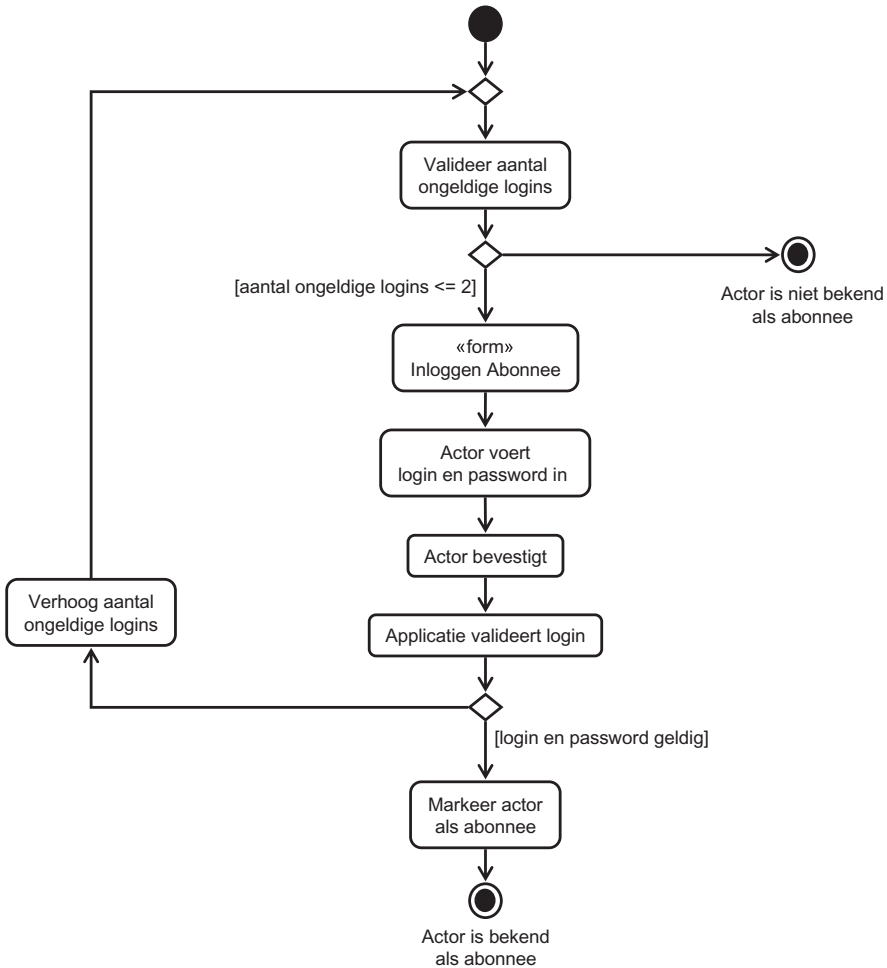 Valideer aantal
ongeldige logins
[aantal ongeldige logins <= 2]
Actor is niet bekend
als abonnee
«form»
Inloggen Abonnee
Actor voert
login en password in
Actor bevestigt
Verhoog aantal
ongeldige logins
Applicatie valideert login
[login en password geldig]
Markeer actor
als abonnee
Actor is bekend
als abonnee